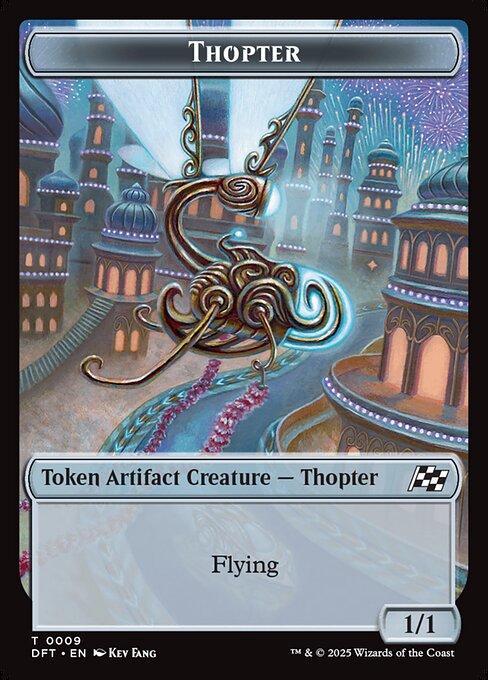 Thopter
Token Artifact Creature — Thopter
Flying
1/1
T 0009
DFT • EN Kev Fang
™ & © 2025 Wizards of the Coast